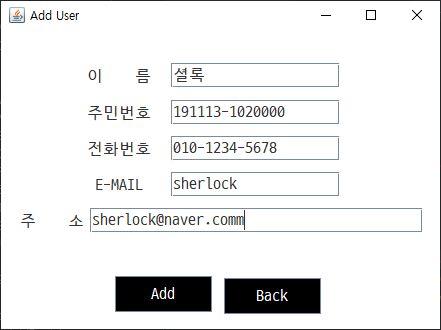 Add User
이 름 셜록
주민번호 191113-1020000
전화번호 010-1234-5678
E-MAIL sherlock
주 소 sherlock@naver.comm
Add Back